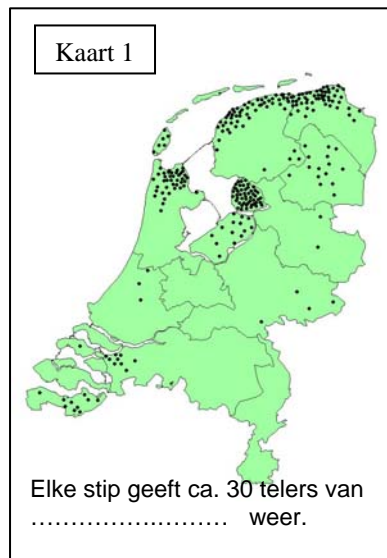 Kaart 1
Elke stip geeft ca. 30 telers van
…………….……… weer.